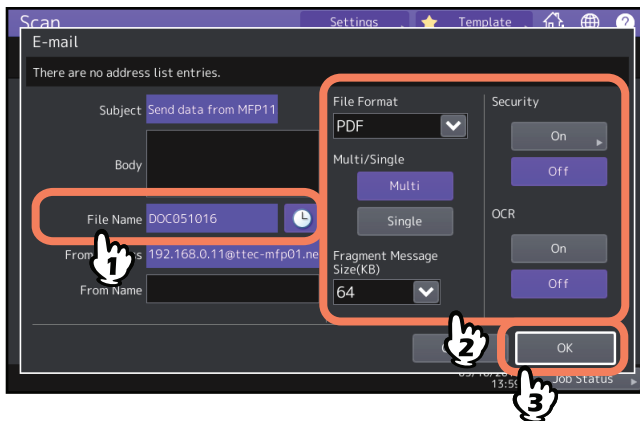 Scan
Settings
Template
?
E-mail
There are no address list entries.
Subject Send data from MFP11
Body
File Name DOC051016
192.168.0.11@ttec-mfp01.ne
From Name
File Format
PDF
Multi/Single
Multi
Single
Fragment Message
Size(KB)
64
Security
On
Off
OCR
On
Off
OK
13:59
Job Status
1
2
3